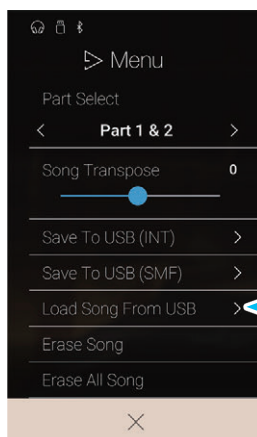 Menu
Part Select
< Part 1 & 2 >
Song Transpose 0
Save To USB (INT) >
Save To USB (SMF) >
Load Song From USB >
Erase Song
Erase All Song